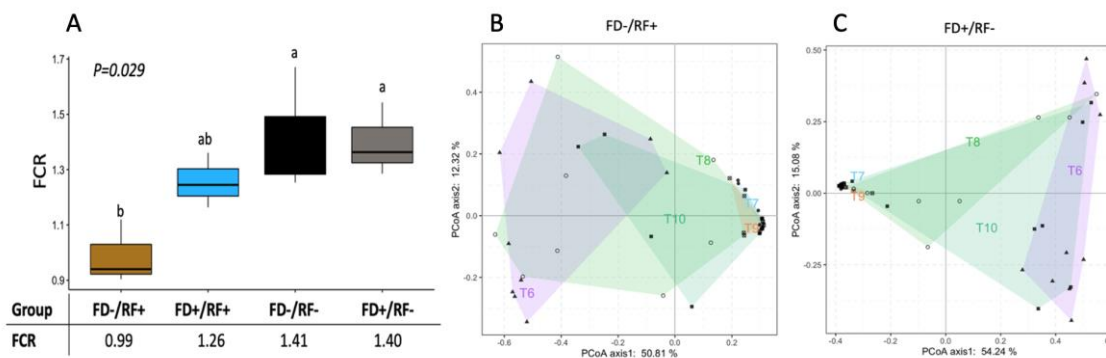 A
FCR
1.7
1.5
1.3
1.1
0.9
P=0.029
b
ab
a
a
Group FD-/RF+ FD+/RF+ FD-/RF- FD+/RF-
FCR 0.99 1.26 1.41 1.40
B
FD-/RF+
PCoA axis2: 12.32 %
0.4
0.2
0.0
-0.2
T8
T7
T10
T9
T6
-0.6 -0.4 -0.2 0.0 0.2
PCoA axis1: 50.81 %
C
FD+/RF-
PCoA axis2: 15.08 %
0.50
0.25
0.00
-0.25
T8
T7
T6
T9
T10
-0.4 -0.2 0.0 0.2 0.4 0.6
PCoA axis1: 54.24 %